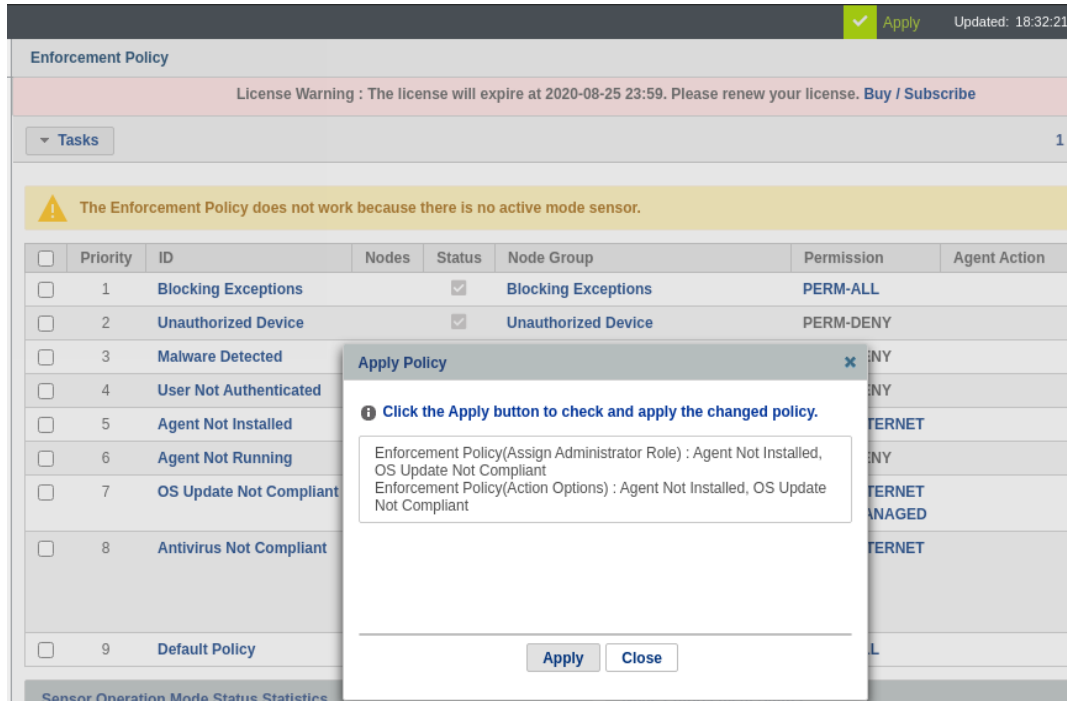 Apply Updated: 18:32:21
Enforcement Policy
License Warning : The license will expire at 2020-08-25 23:59. Please renew your license. Buy / Subscribe
Tasks 1
The Enforcement Policy does not work because there is no active mode sensor.
Priority ID Nodes Status Node Group Permission Agent Action
1 Blocking Exceptions Blocking Exceptions PERM-ALL
2 Unauthorized Device Unauthorized Device PERM-DENY
3 Malware Detected
4 User Not Authenticated
5 Agent Not Installed
6 Agent Not Running
7 OS Update Not Compliant
8 Antivirus Not Compliant
9 Default Policy
Apply Policy
Click the Apply button to check and apply the changed policy.
Enforcement Policy(Assign Administrator Role) : Agent Not Installed,
OS Update Not Compliant
Enforcement Policy(Action Options) : Agent Not Installed, OS Update
Not Compliant
Apply Close
Sensor Operation Mode Status Statistics